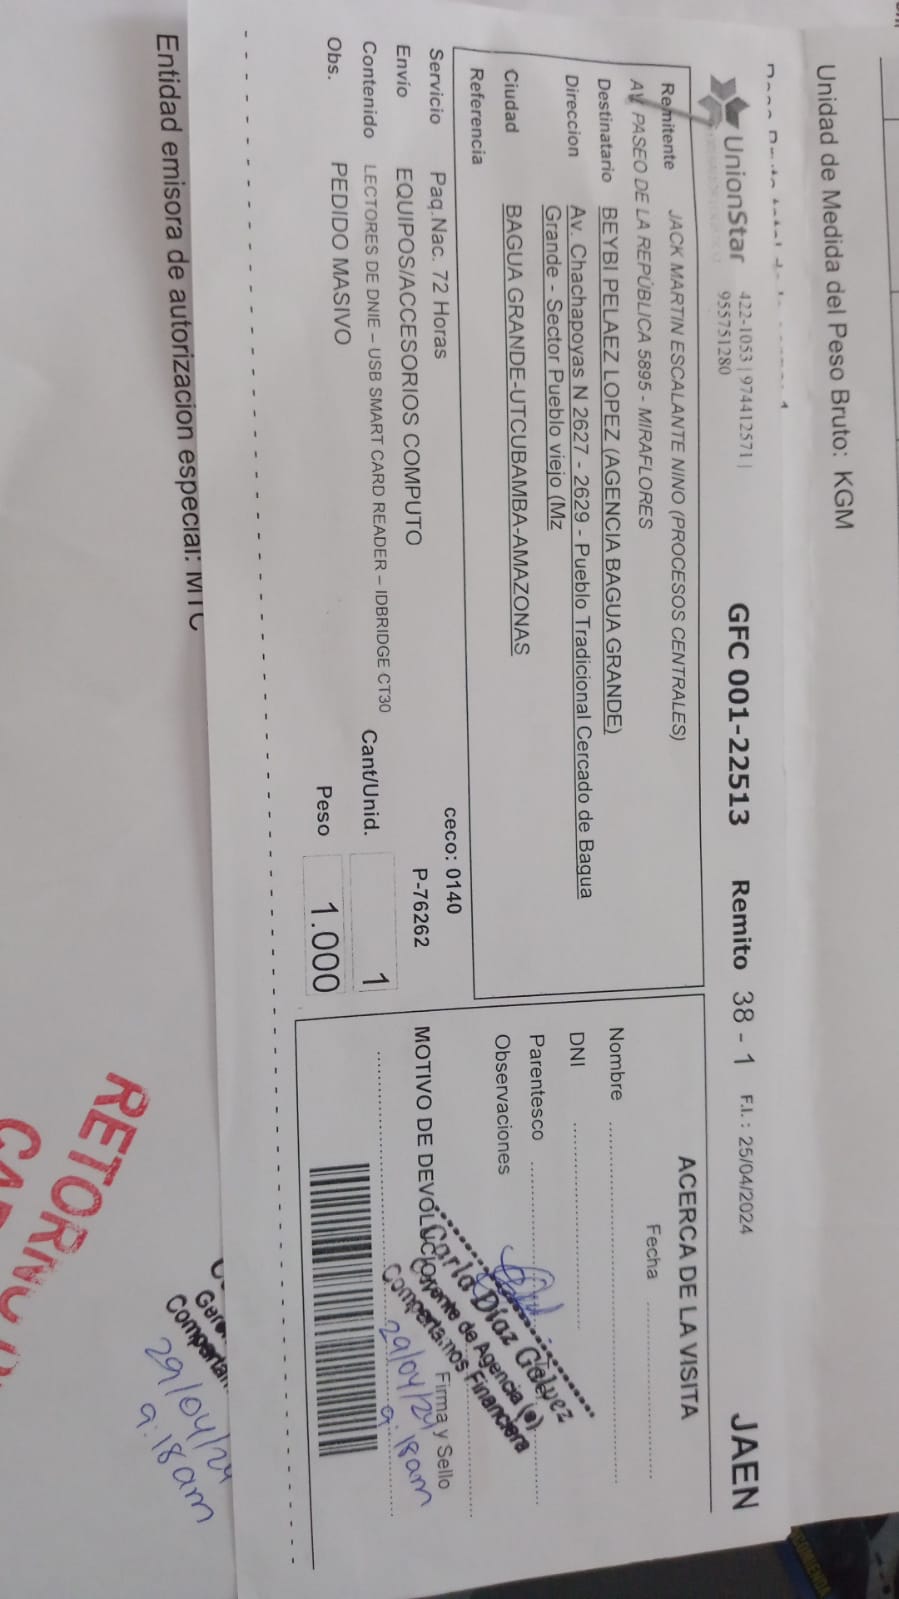 Unidad de Medida del Peso Bruto: KGM
UnionStar
422-1053 | 974412571 |
955751280
GFC 001-22513
Remito 38 - 1
F.I. : 25/04/2024
JAEN
Remitente JACK MARTIN ESCALANTE NINO (PROCESOS CENTRALES)
AV. PASEO DE LA REPÚBLICA 5895 - MIRAFLORES
Destinatario BEYBI PELAEZ LOPEZ (AGENCIA BAGUA GRANDE)
Direccion Av. Chachapoyas N 2627 - 2629 - Pueblo Tradicional Cercado de Bagua
Grande - Sector Pueblo viejo (Mz
Ciudad BAGUA GRANDE-UTCUBAMBA-AMAZONAS
Referencia
Servicio Paq.Nac. 72 Horas ceco: 0140
Envío EQUIPOS/ACCESORIOS COMPUTO P-76262
Contenido LECTORES DE DNIE – USB SMART CARD READER – IDBRIDGE CT30 Cant/Unid. 1
Obs. PEDIDO MASIVO Peso 1.000
ACERCA DE LA VISITA
Fecha
Nombre
DNI
Parentesco
Observaciones
MOTIVO DE DEVOLUCION
Firma y Sello
Carla Díaz Gálvez
Gerente de Agencia (e)
Compartamos Financiera
29/04/24
9:18am
Entidad emisora de autorizacion especial: MTC
RETORNO
Compartam
29/04/24
9:18am